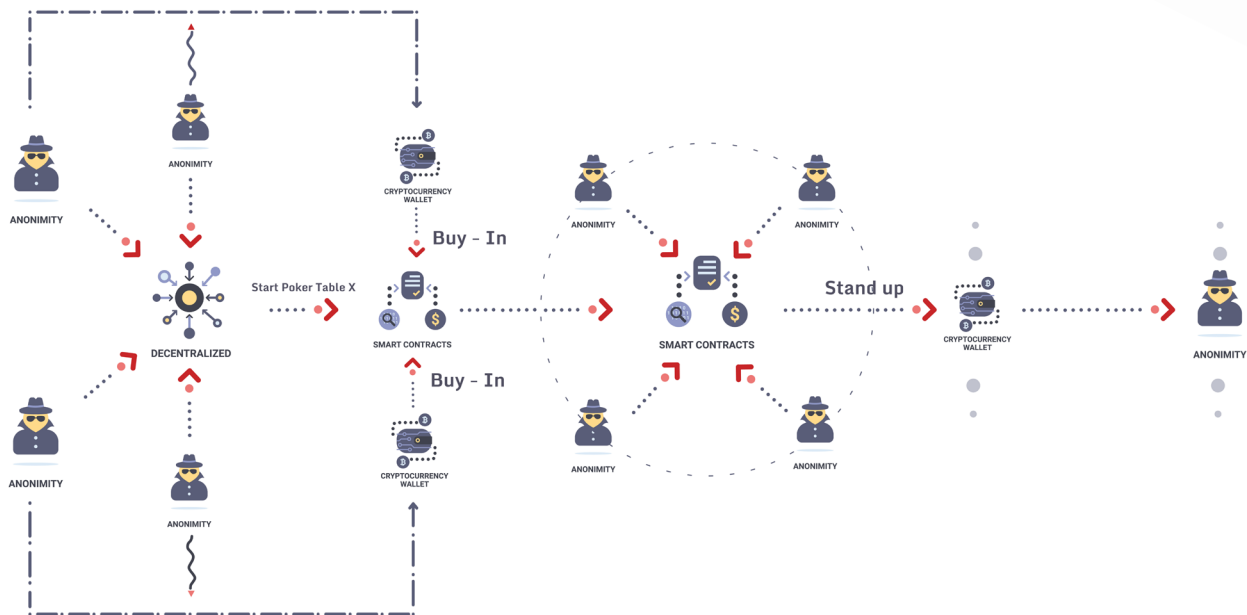 ANONIMITY
ANONIMITY
DECENTRALIZED
ANONIMITY
ANONIMITY
Start Poker Table X
CRYPTOCURRENCY
WALLET
Buy - In
SMART CONTRACTS
Buy - In
CRYPTOCURRENCY
WALLET
ANONIMITY
ANONIMITY
SMART CONTRACTS
ANONIMITY
ANONIMITY
Stand up
CRYPTOCURRENCY
WALLET
ANONIMITY